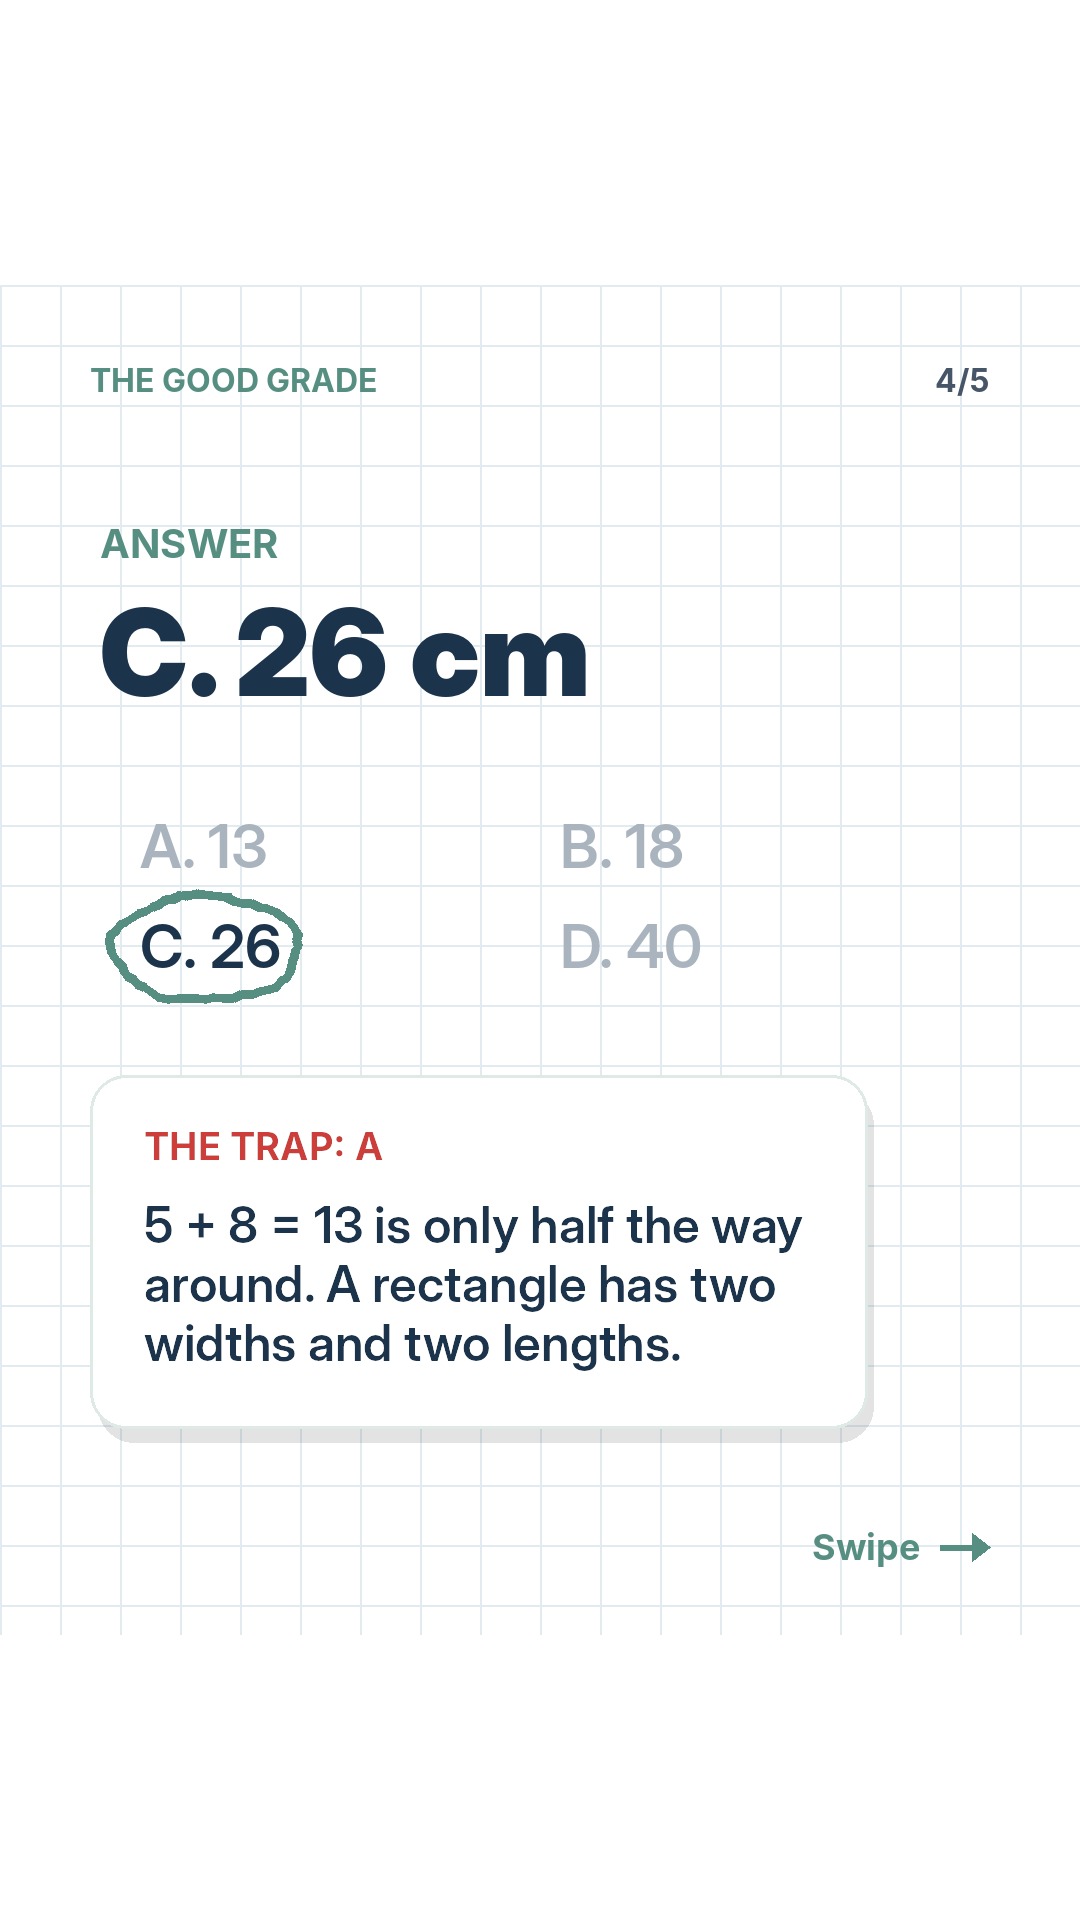 THE GOOD GRADE
4/5
ANSWER
C. 26 cm
A. 13
B. 18
C. 26
D. 40
THE TRAP: A
5 + 8 = 13 is only half the way
around. A rectangle has two
widths and two lengths.
Swipe →